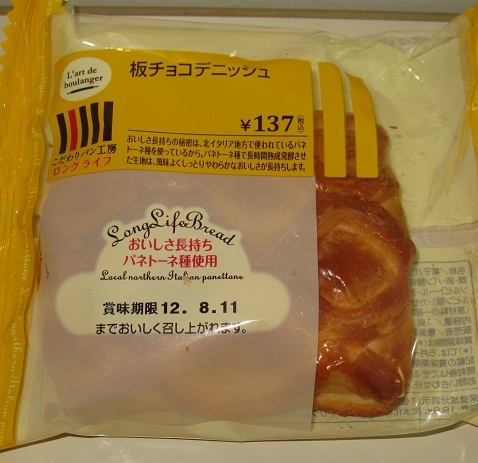 L'art de
boulanger
板チョコデニッシュ
¥137(税込)
こだわりパン工房
ロングライフ
おいしさ長持ちの秘密は、北イタリア地方で使われているパネ
トーネ種を使っているから。パネトーネ種で長時間熟成発酵させ
た生地は、風味よくしっとりやわらかなおいしさが長持ちします。
Long Life Bread
おいしさ長持ち
パネトーネ種使用
Local northern Italian panettone
賞味期限12. 8.11
までおいしく召し上がれます。